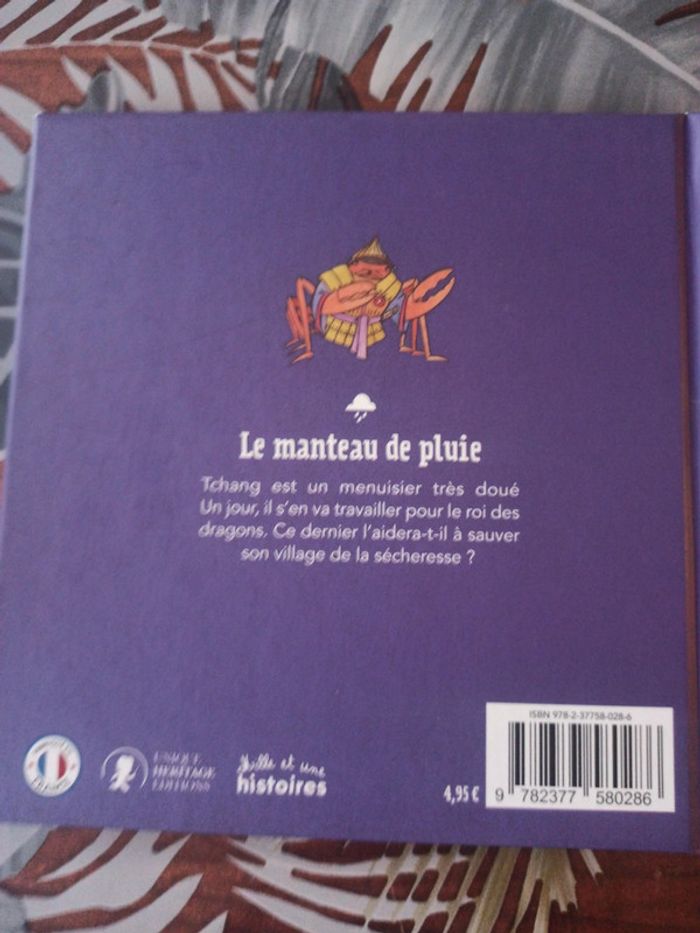 Le manteau de pluie
Tchang est un menuisier très doué
Un jour, il s'en va travailler pour le roi des
dragons. Ce dernier l'aidera-t-il à sauver
son village de la sécheresse ?
ISBN 978-2-37758-028-6
UNIQUE
HERITAGE
EDITIONS
Mille et une
histoires
4,95 €
9 782377 580286